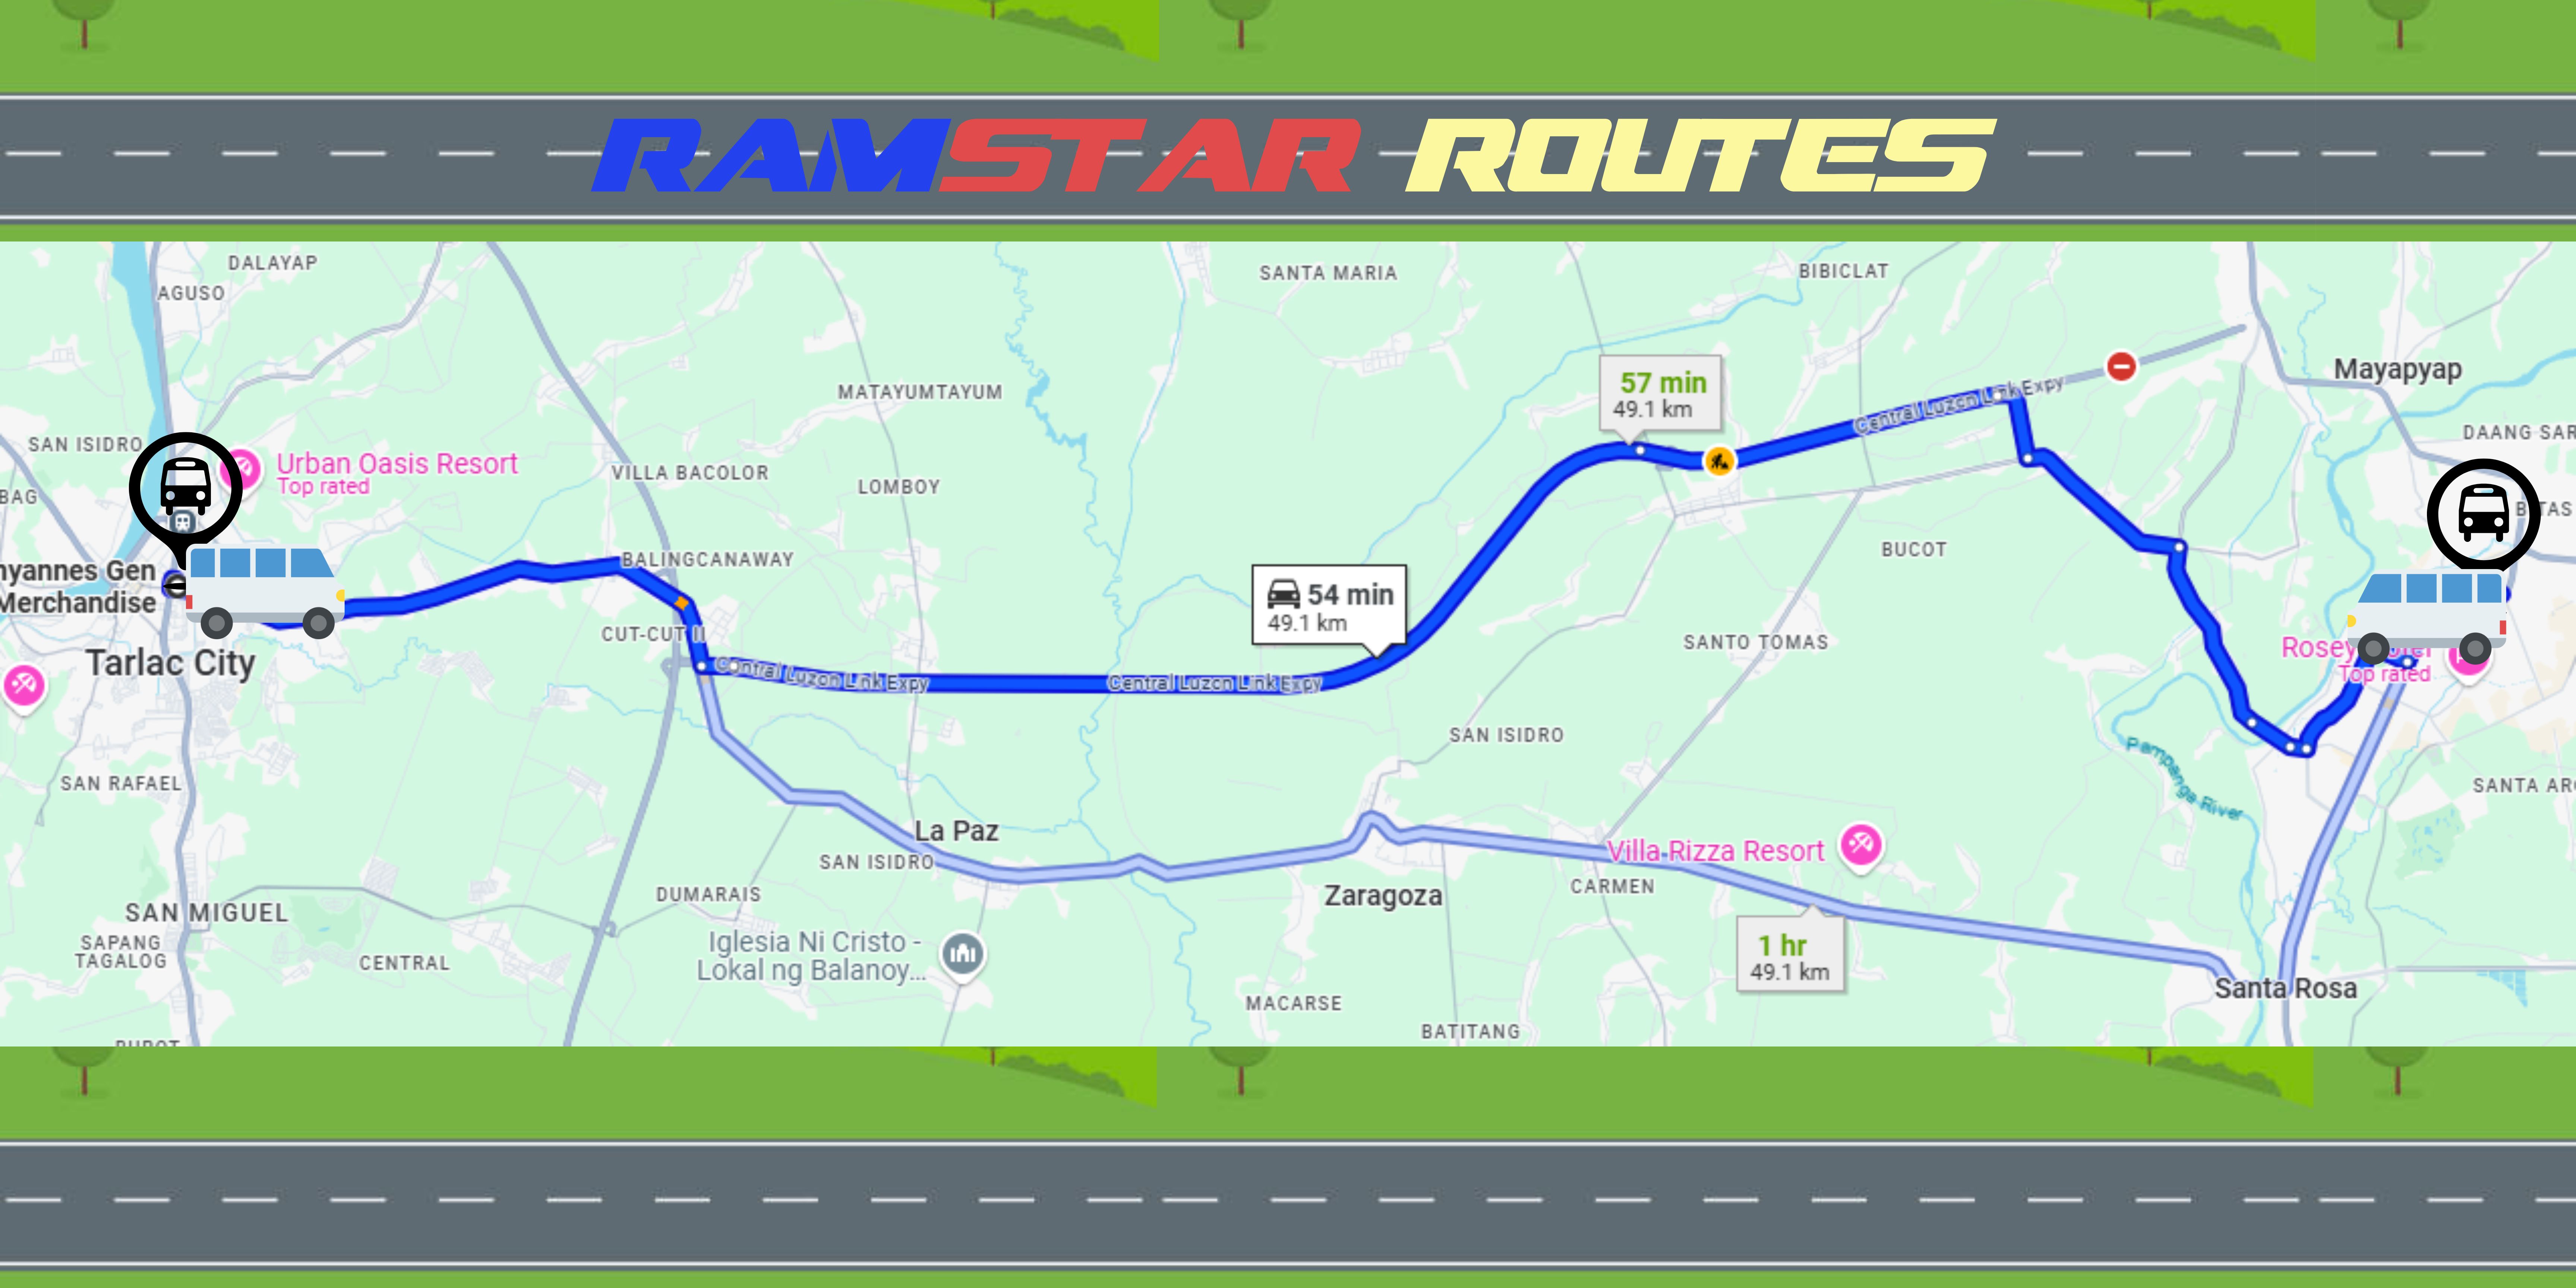 RAMSTAR ROUTES
DALAYAP
AGUSO
SANTA MARIA
BIBICLAT
MATAYUMTAYUM
57 min
49.1 km
Central Luzon Link Expy
Mayapyap
SAN ISIDRO
DAANG SAR
Urban Oasis Resort
Top rated
VILLA BACOLOR
LOMBOY
BAG
BUCOT
BALINGCANAWAY
nyannes Gen
Merchandise
54 min
49.1 km
CUT-CUT II
SANTO TOMAS
Tarlac City
Central Luzon Link Expy
Central Luzon Link Expy
Top rated
SAN ISIDRO
Pampanga River
SAN RAFAEL
SANTA AR
La Paz
SAN ISIDRO
Villa Rizza Resort
DUMARAIS
Zaragoza
CARMEN
SAN MIGUEL
SAPANG
TAGALOG
CENTRAL
Iglesia Ni Cristo -
Lokal ng Balanoy...
1 hr
49.1 km
Santa Rosa
MACARSE
BATITANG